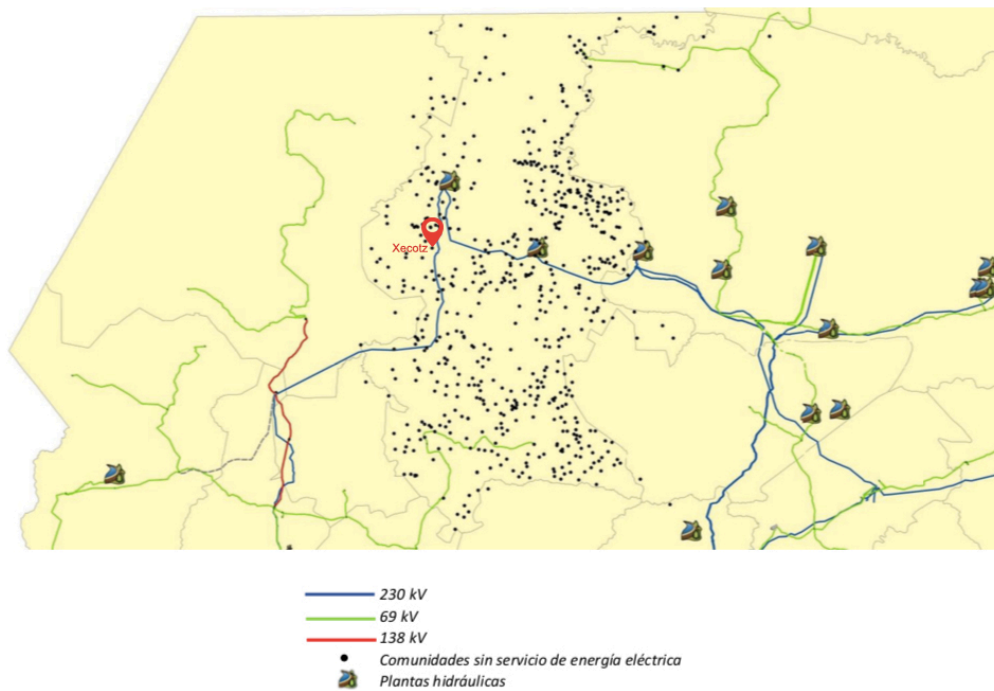 Xecotz
230 kV
69 kV
138 kV
Comunidades sin servicio de energía eléctrica
Plantas hidráulicas